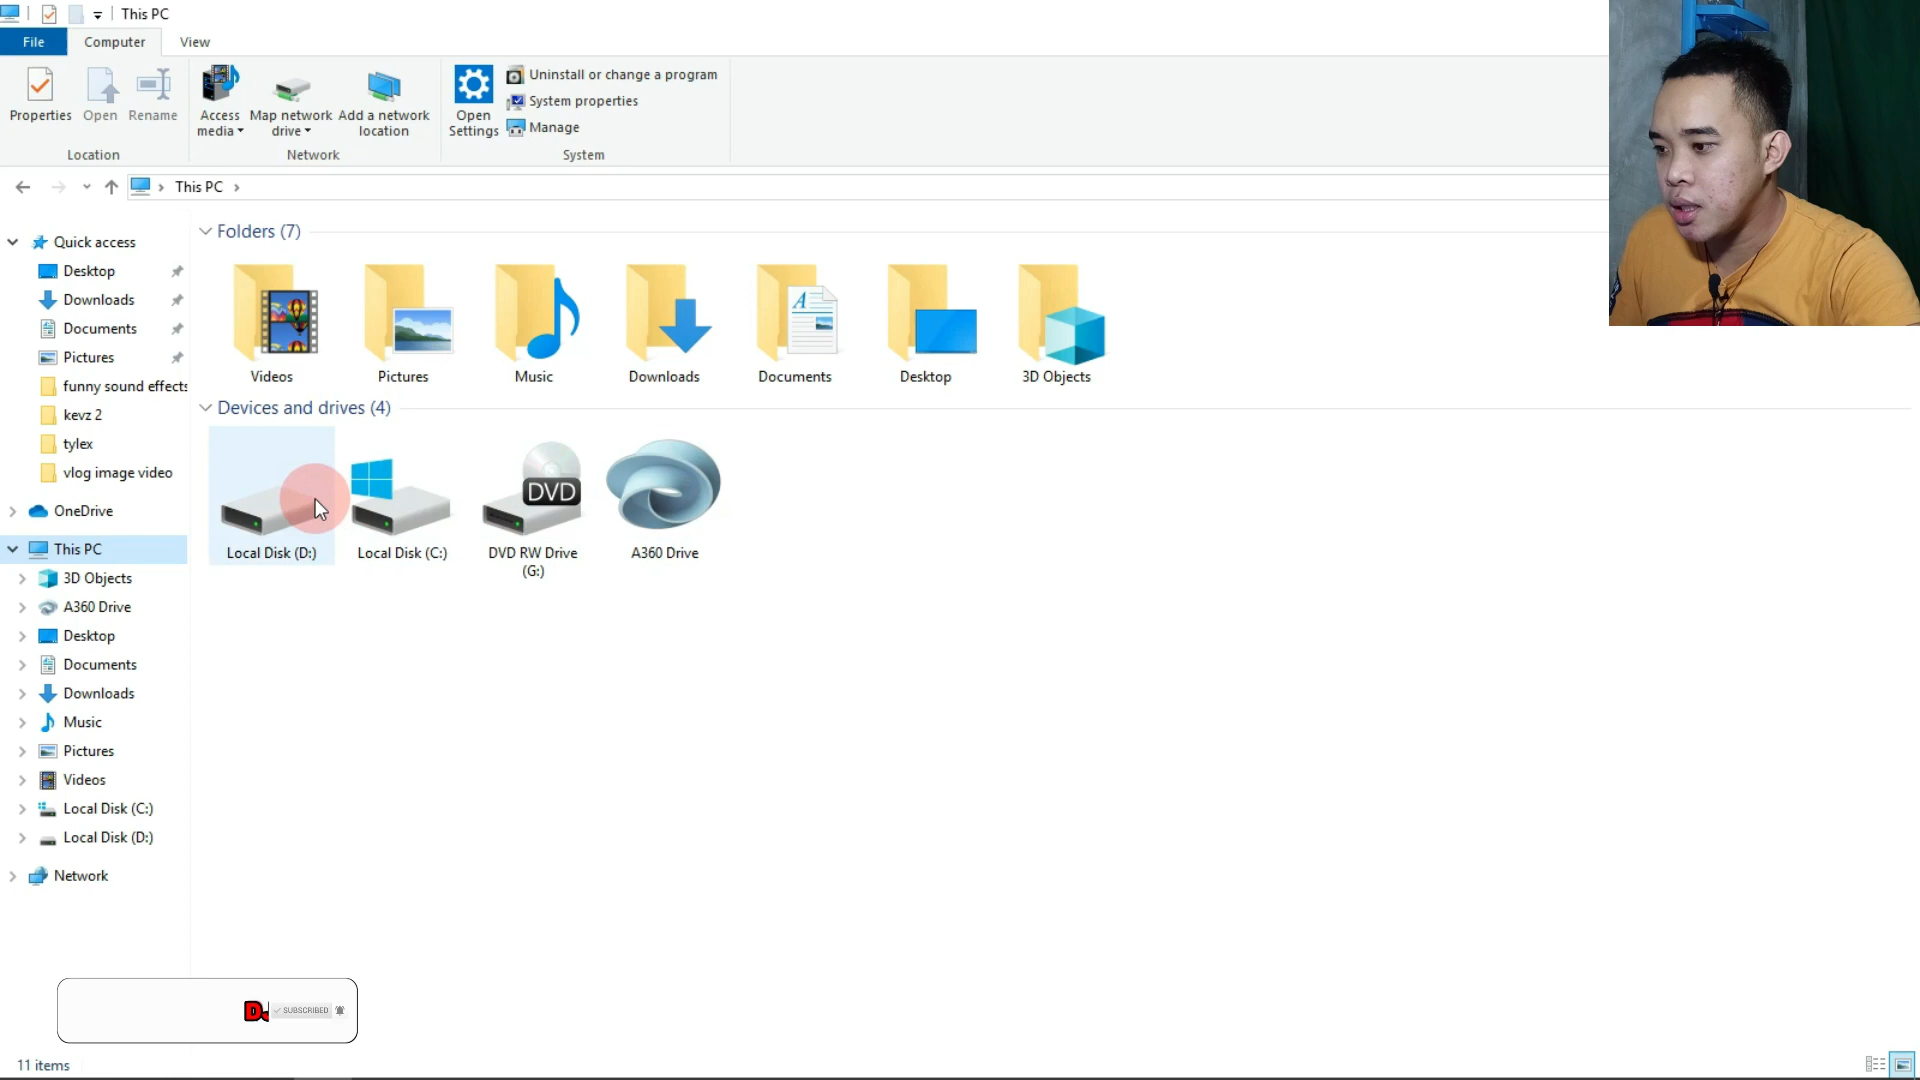 This PC
File
Computer
View
Properties
Open
Rename
Access media
Map network drive
Add a network location
Open Settings
Uninstall or change a program
System properties
Manage
Location
Network
System
This PC
Quick access
Desktop
Downloads
Documents
Pictures
funny sound effects
kevz 2
tylex
vlog image video
OneDrive
This PC
3D Objects
A360 Drive
Desktop
Documents
Downloads
Music
Pictures
Videos
Local Disk (C:)
Local Disk (D:)
Network
Folders (7)
Videos
Pictures
Music
Downloads
Documents
Desktop
3D Objects
Devices and drives (4)
DVD
Local Disk (D:)
Local Disk (C:)
DVD RW Drive
(G:)
A360 Drive
SUBSCRIBED
11 items